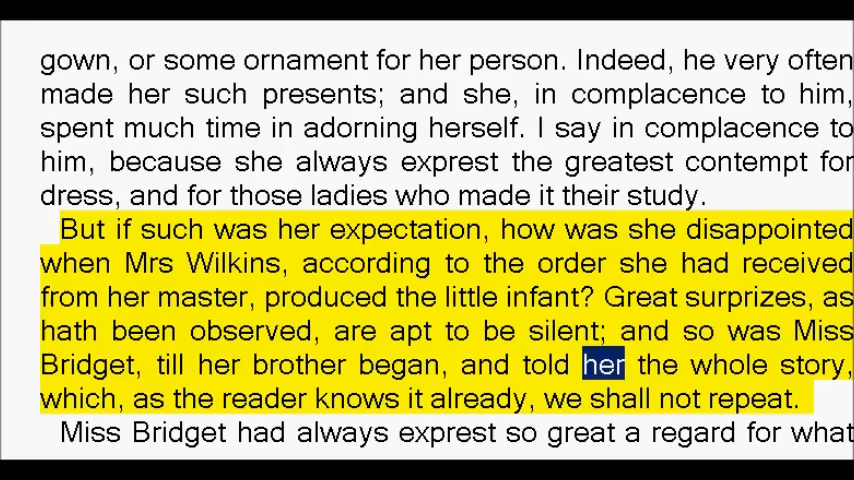 gown, or some ornament for her person. Indeed, he very often
made her such presents; and she, in complacence to him,
spent much time in adorning herself. I say in complacence to
him, because she always exprest the greatest contempt for
dress, and for those ladies who made it their study.
But if such was her expectation, how was she disappointed
when Mrs Wilkins, according to the order she had received
from her master, produced the little infant? Great surprizes, as
hath been observed, are apt to be silent; and so was Miss
Bridget, till her brother began, and told her the whole story,
which, as the reader knows it already, we shall not repeat.
Miss Bridget had always exprest so great a regard for what